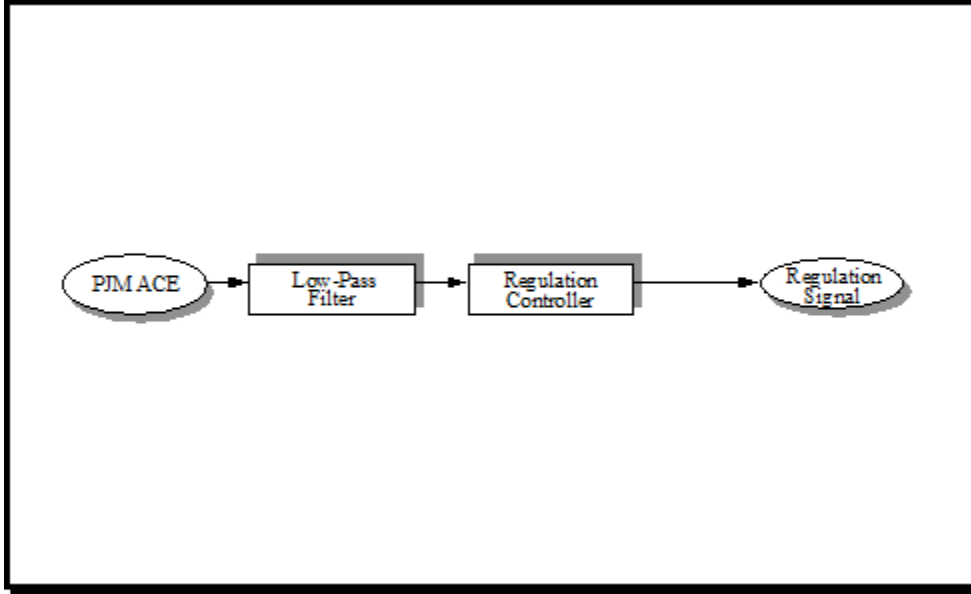 PJM ACE
Low-Pass
Filter
Regulation
Controller
Regulation
Signal